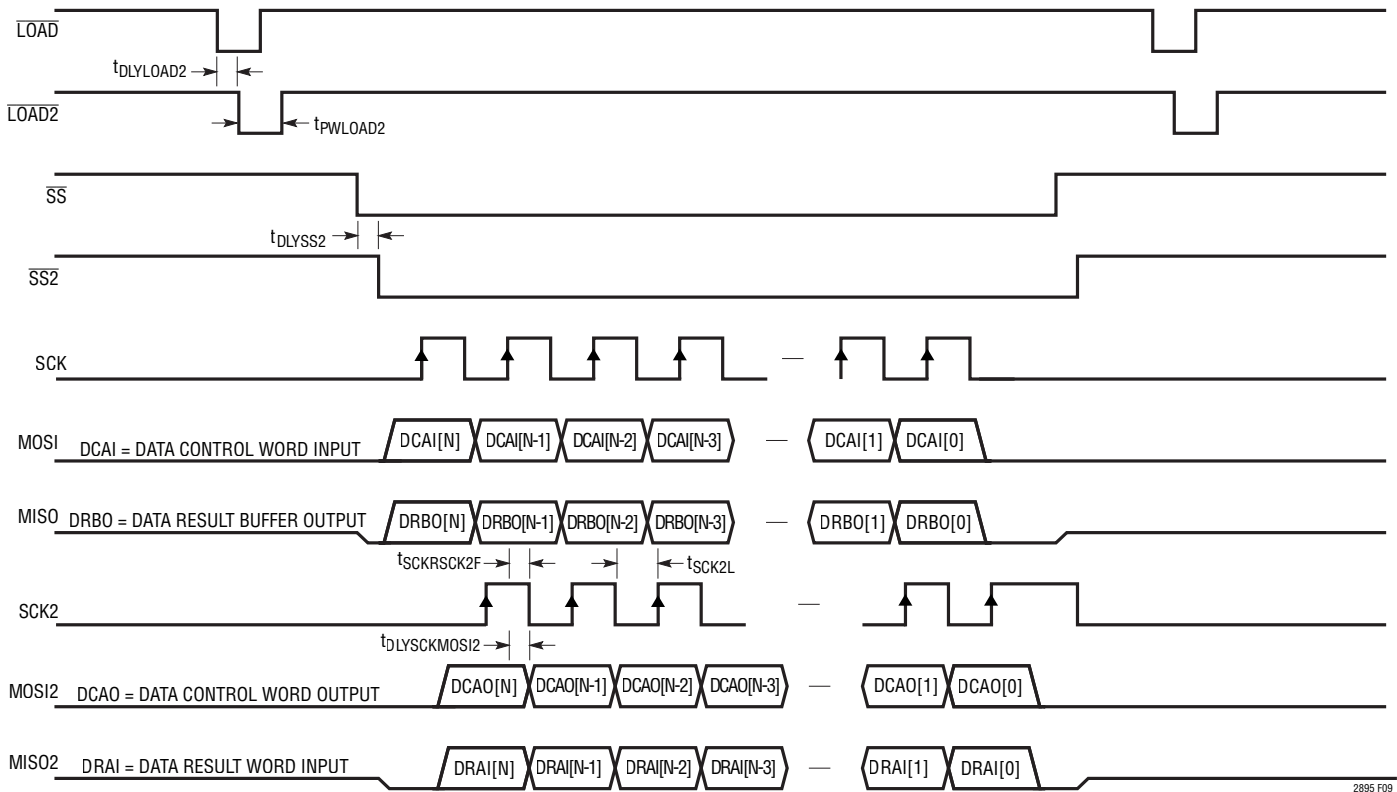 LOAD
tDLYLOAD2
LOAD2
tPWLOAD2
SS
tDLYSS2
SS2
SCK
—
MOSI DCAI = DATA CONTROL WORD INPUT DCAI[N] DCAI[N-1] DCAI[N-2] DCAI[N-3] — DCAI[1] DCAI[0]
MISO DRBO = DATA RESULT BUFFER OUTPUT DRBO[N] DRBO[N-1] DRBO[N-2] DRBO[N-3] — DRBO[1] DRBO[0]
tSCKRSCK2F tSCK2L
SCK2 —
tDLYSCKMOSI2
MOSI2 DCAO = DATA CONTROL WORD OUTPUT DCAO[N] DCAO[N-1] DCAO[N-2] DCAO[N-3] — DCAO[1] DCAO[0]
MISO2 DRAI = DATA RESULT WORD INPUT DRAI[N] DRAI[N-1] DRAI[N-2] DRAI[N-3] — DRAI[1] DRAI[0]
2895 F09